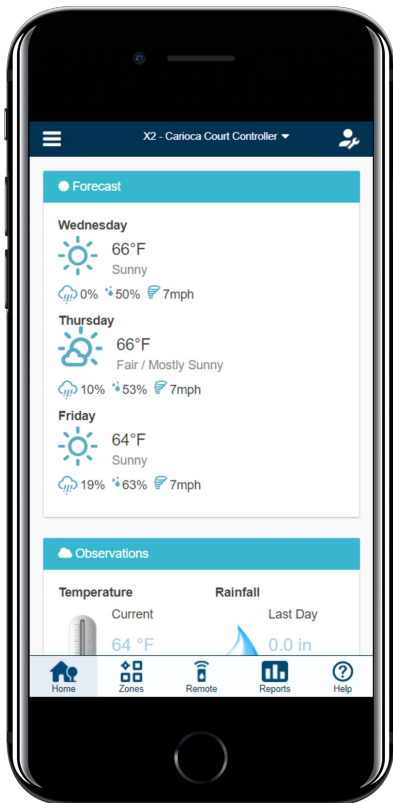 X2 - Carioca Court Controller
Forecast
Wednesday
66°F
Sunny
0% 50% 7mph
Thursday
66°F
Fair / Mostly Sunny
10% 53% 7mph
Friday
64°F
Sunny
19% 63% 7mph
Observations
Temperature Rainfall
Current Last Day
64 °F 0.0 in
Home Zones Remote Reports Help